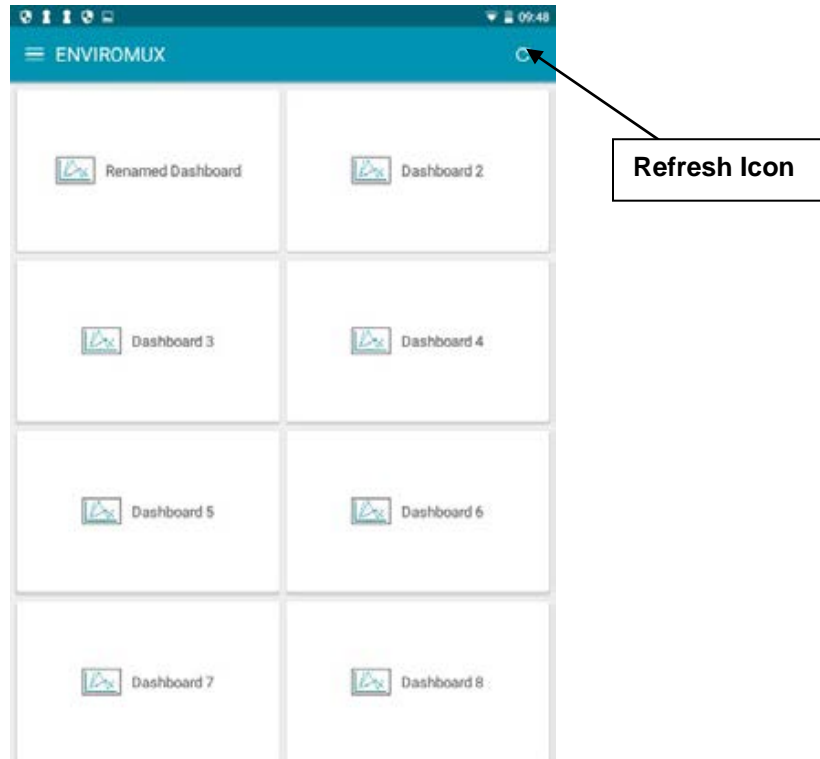 09:48
ENVIROMUX
Refresh Icon
Renamed Dashboard
Dashboard 2
Dashboard 3
Dashboard 4
Dashboard 5
Dashboard 6
Dashboard 7
Dashboard 8